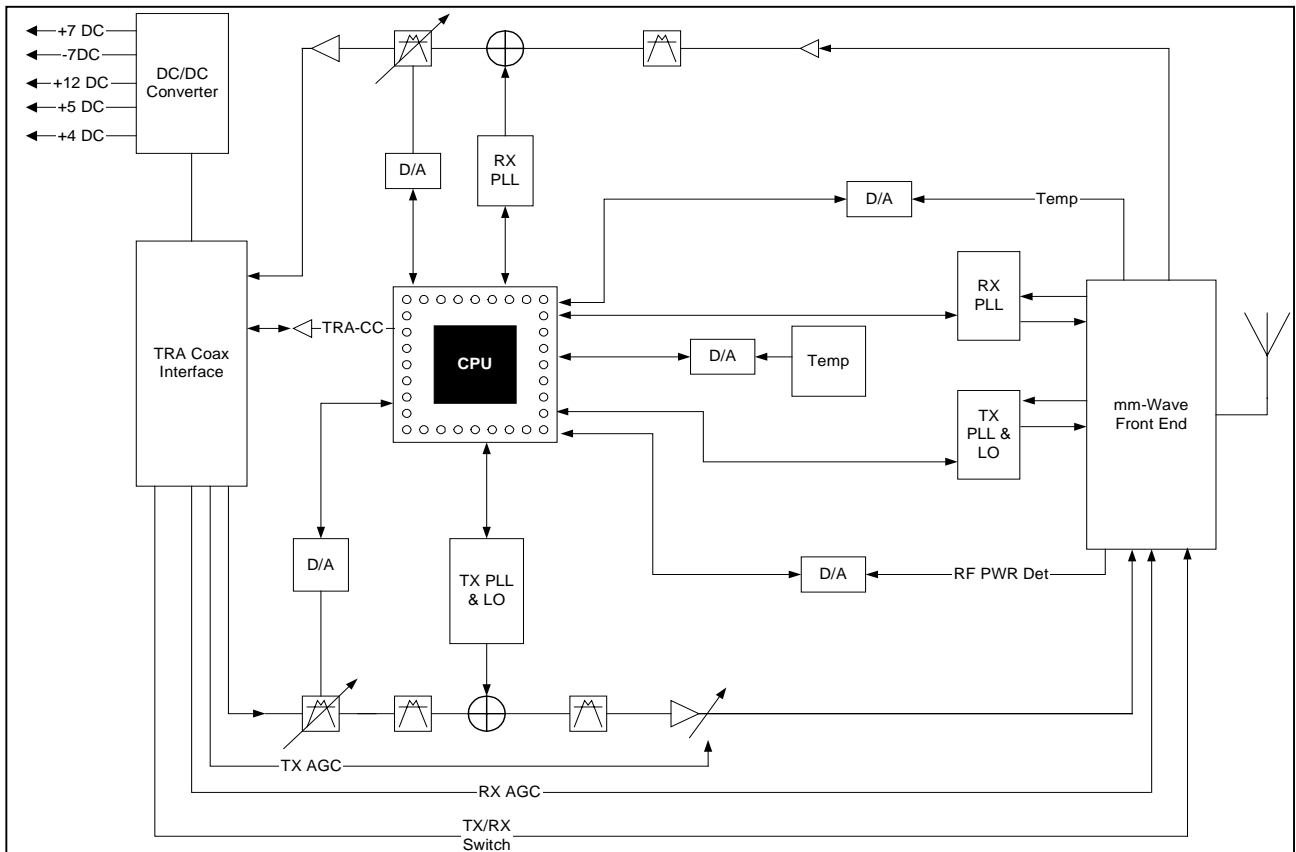 +7 DC
-7DC
+12 DC
+5 DC
+4 DC
DC/DC
Converter
D/A
RX
PLL
D/A
Temp
TRA Coax
Interface
TRA-CC
CPU
D/A
Temp
RX
PLL
TX
PLL &
LO
mm-Wave
Front End
D/A
TX PLL
& LO
D/A
RF PWR Det
TX AGC
RX AGC
TX/RX
Switch